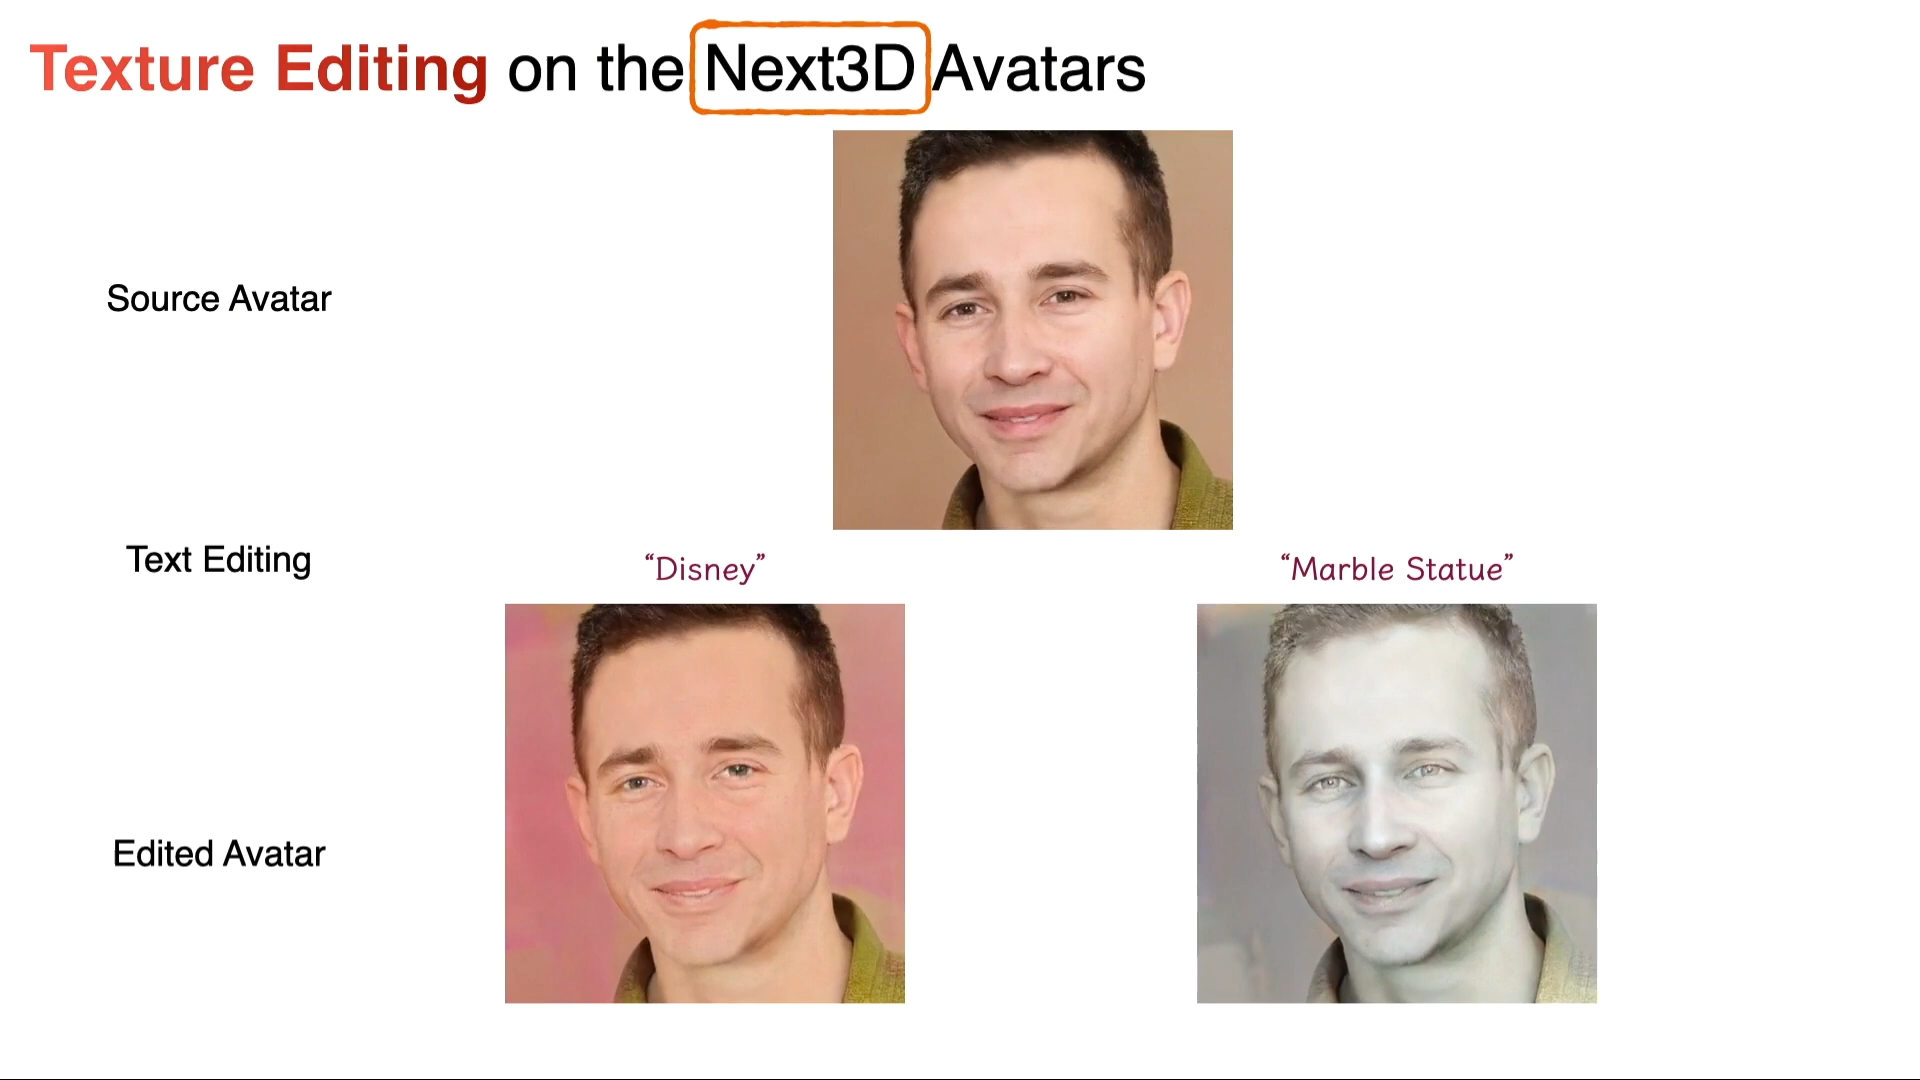 Texture Editing on the Next3D Avatars
Source Avatar
Text Editing
“Disney”
“Marble Statue”
Edited Avatar